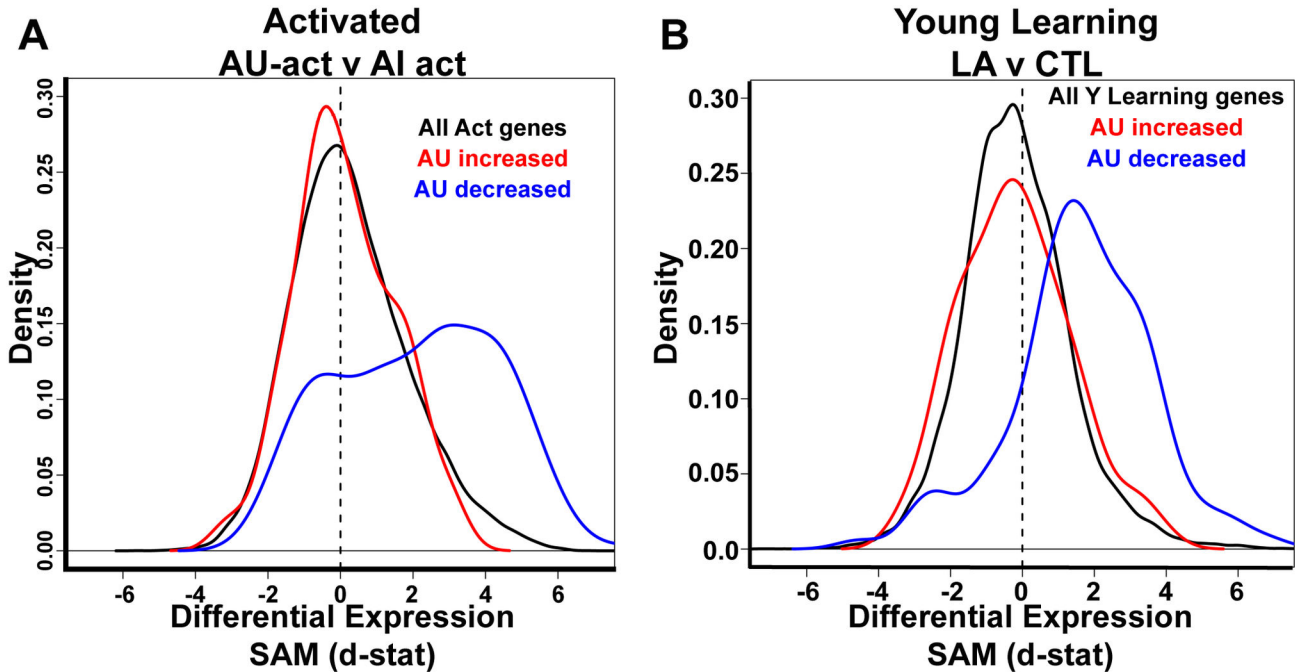 A
Activated
AU-act v AI act
All Act genes
AU increased
AU decreased
Density
0.30
0.25
0.20
0.15
0.10
0.05
0.00
-6
-4
-2
0
2
4
6
Differential Expression
SAM (d-stat)
B
Young Learning
LA v CTL
All Y Learning genes
AU increased
AU decreased
Density
0.30
0.25
0.20
0.15
0.10
0.05
0.0
-6
-4
-2
0
2
4
6
Differential Expression
SAM (d-stat)